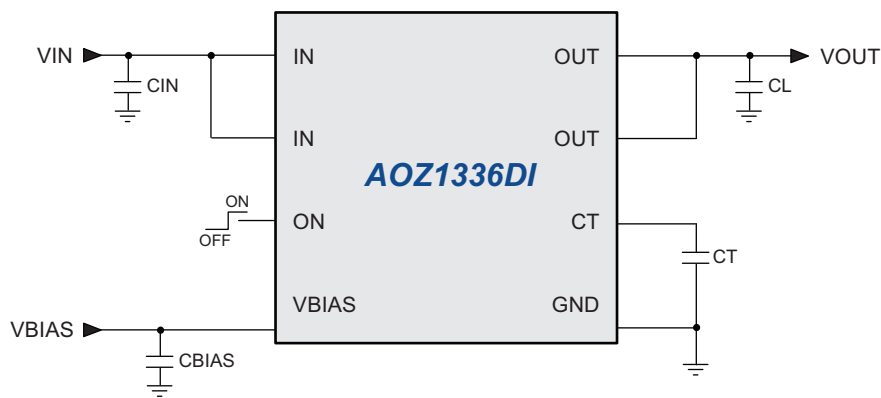 VIN
IN
OUT
VOUT
CIN
CL
IN
OUT
AOZ1336DI
ON
OFF
ON
CT
CT
VBIAS
GND
VBIAS
CBIAS